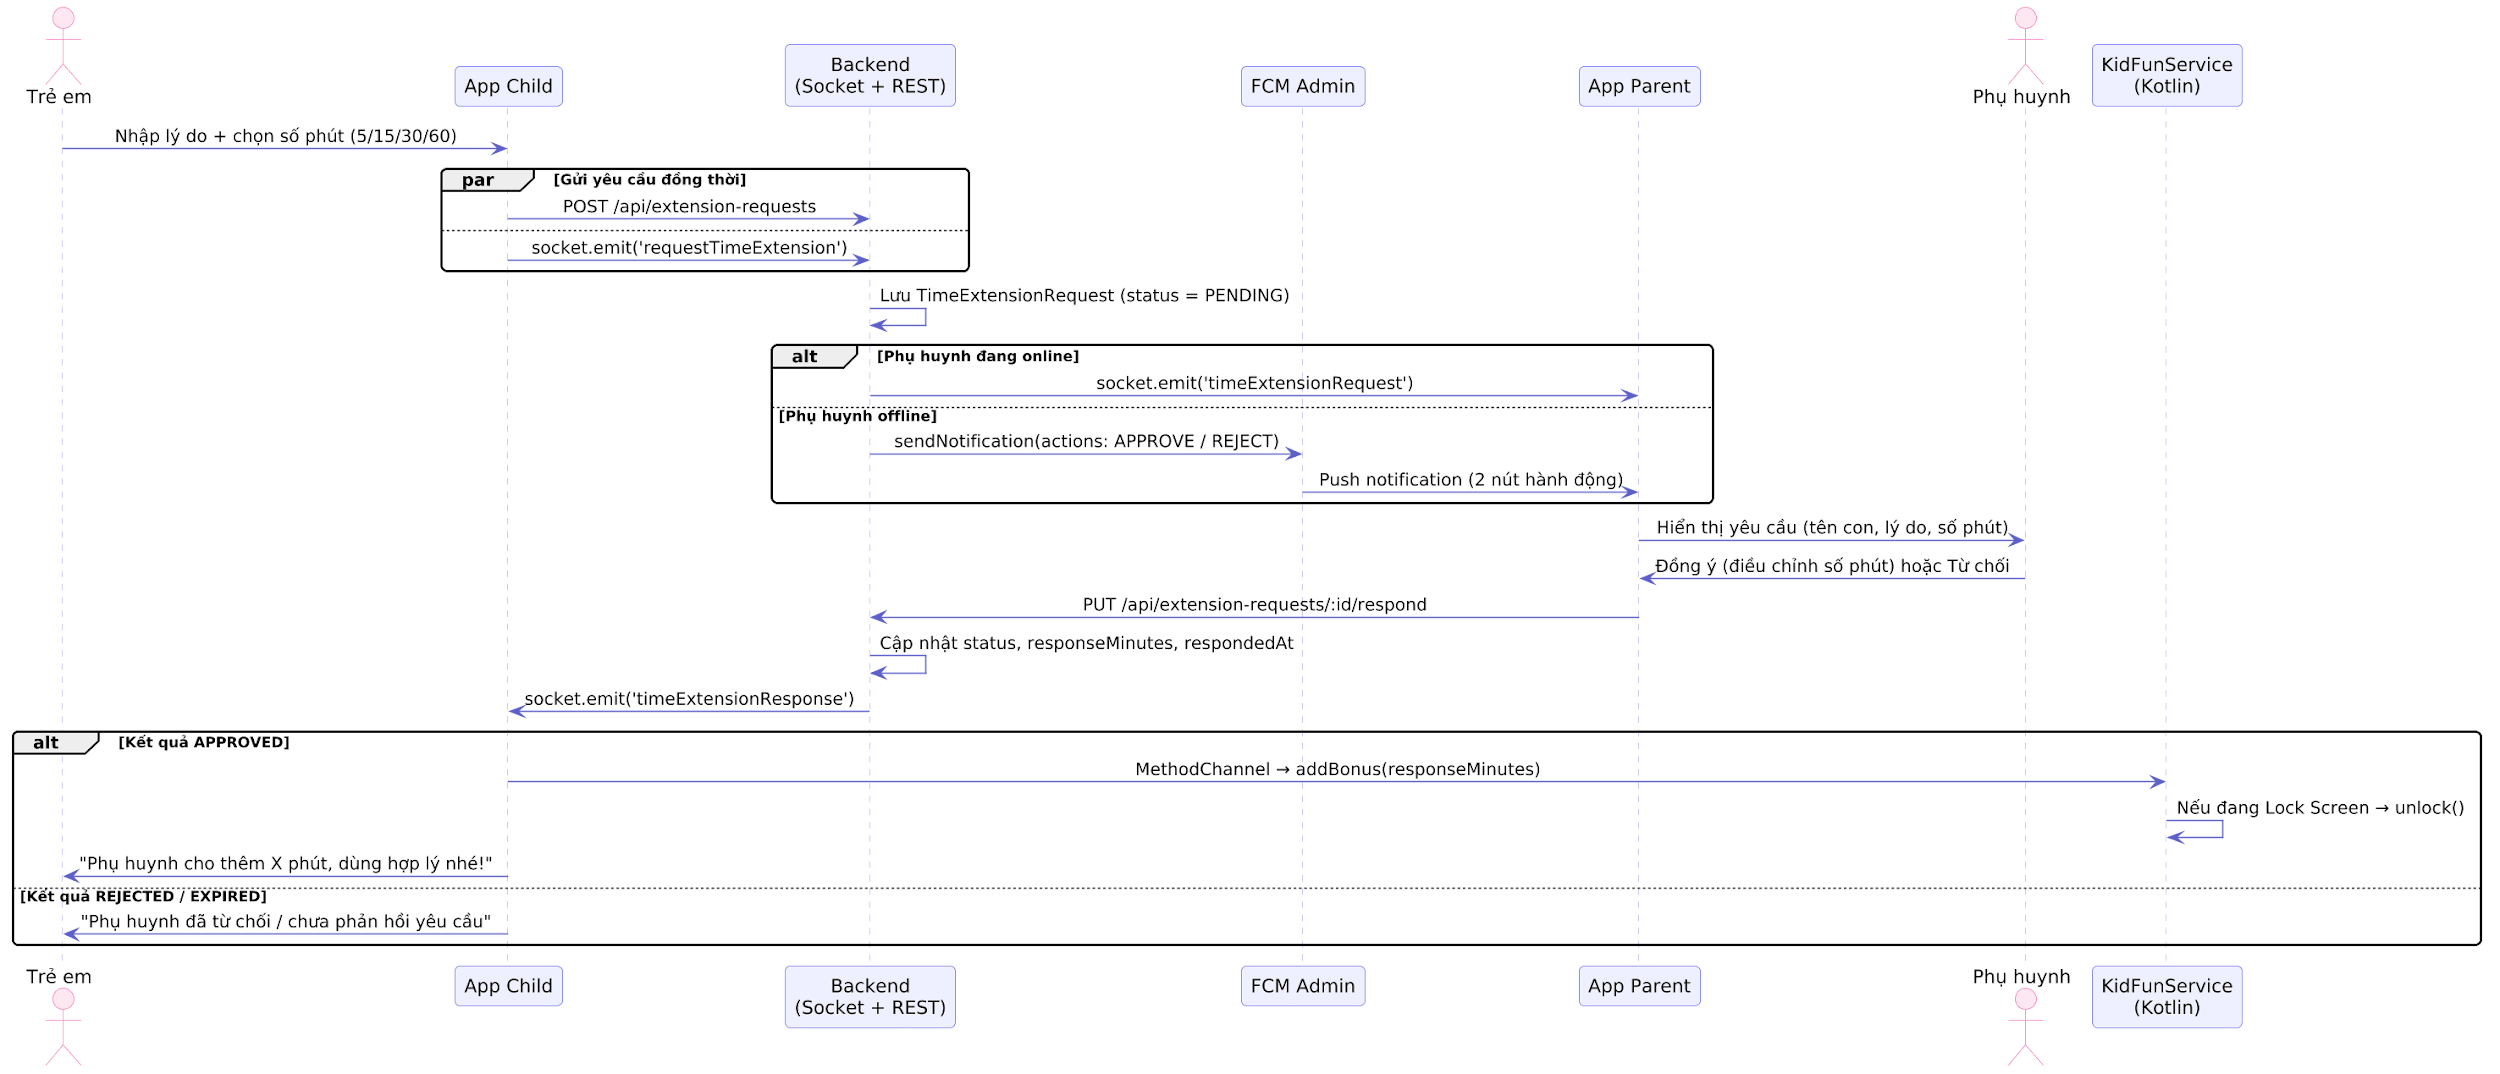 Trẻ em
App Child
Backend
(Socket + REST)
FCM Admin
App Parent
Phụ huynh
KidFunService
(Kotlin)
Nhập lý do + chọn số phút (5/15/30/60)
par
[Gửi yêu cầu đồng thời]
POST /api/extension-requests
socket.emit('requestTimeExtension')
Lưu TimeExtensionRequest (status = PENDING)
alt
[Phụ huynh đang online]
socket.emit('timeExtensionRequest')
[Phụ huynh offline]
sendNotification(actions: APPROVE / REJECT)
Push notification (2 nút hành động)
Hiển thị yêu cầu (tên con, lý do, số phút)
Đồng ý (điều chỉnh số phút) hoặc Từ chối
PUT /api/extension-requests/:id/respond
Cập nhật status, responseMinutes, respondedAt
socket.emit('timeExtensionResponse')
alt
[Kết quả APPROVED]
MethodChannel → addBonus(responseMinutes)
Nếu đang Lock Screen → unlock()
"Phụ huynh cho thêm X phút, dùng hợp lý nhé!"
[Kết quả REJECTED / EXPIRED]
"Phụ huynh đã từ chối / chưa phản hồi yêu cầu"
Trẻ em
App Child
Backend
(Socket + REST)
FCM Admin
App Parent
Phụ huynh
KidFunService
(Kotlin)